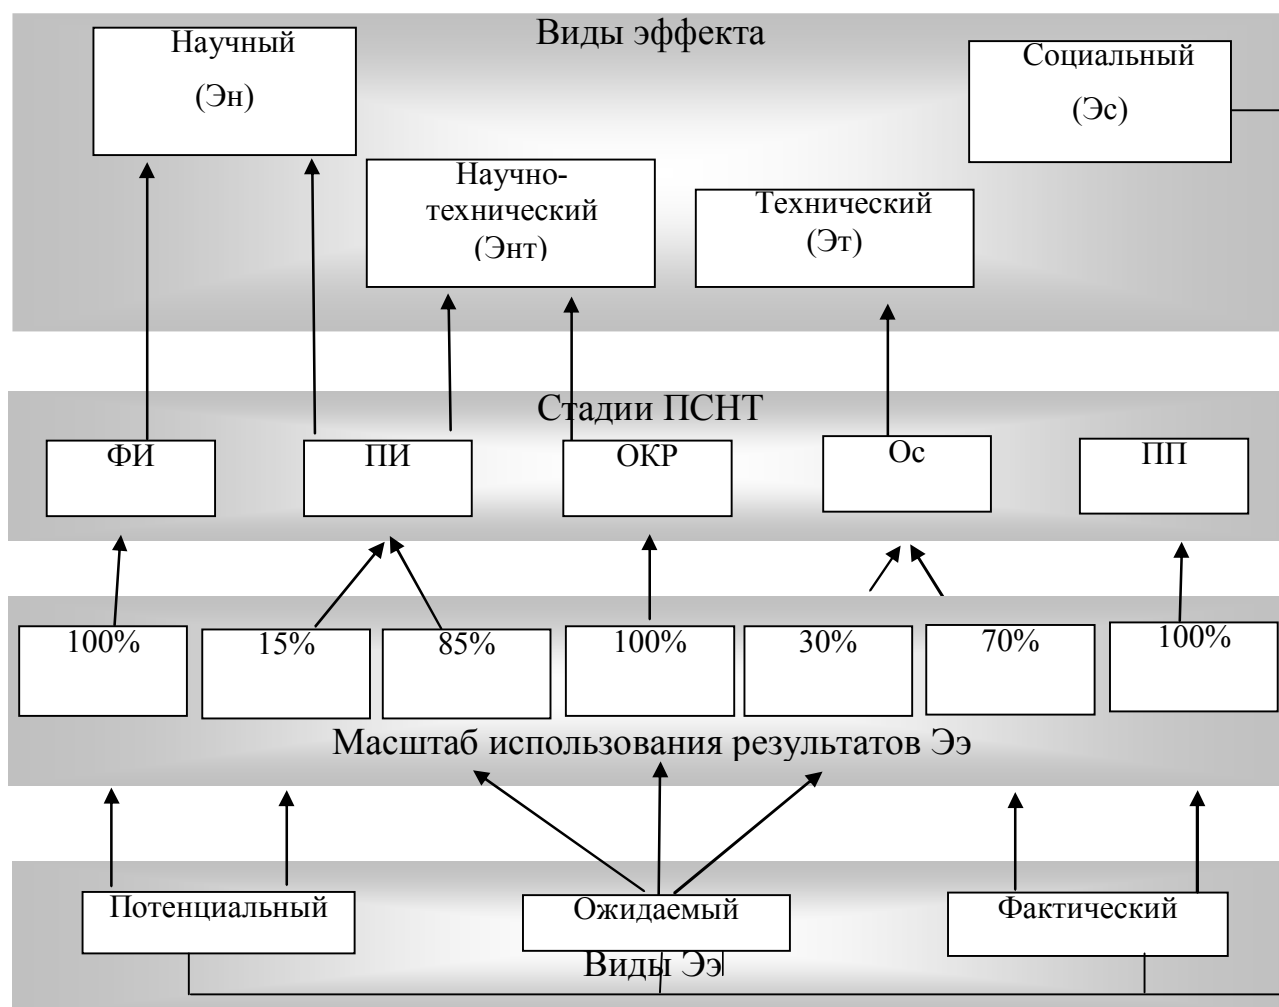 Виды эффекта
Научный
(Эн)
Социальный
(Эс)
Научно-
технический
(Энт)
Технический
(Эт)
Стадии ПСНТ
ФИ
ПИ
ОКР
Ос
ПП
100%
15%
85%
100%
30%
70%
100%
Масштаб использования результатов Ээ
Потенциальный
Ожидаемый
Фактический
Виды Ээ